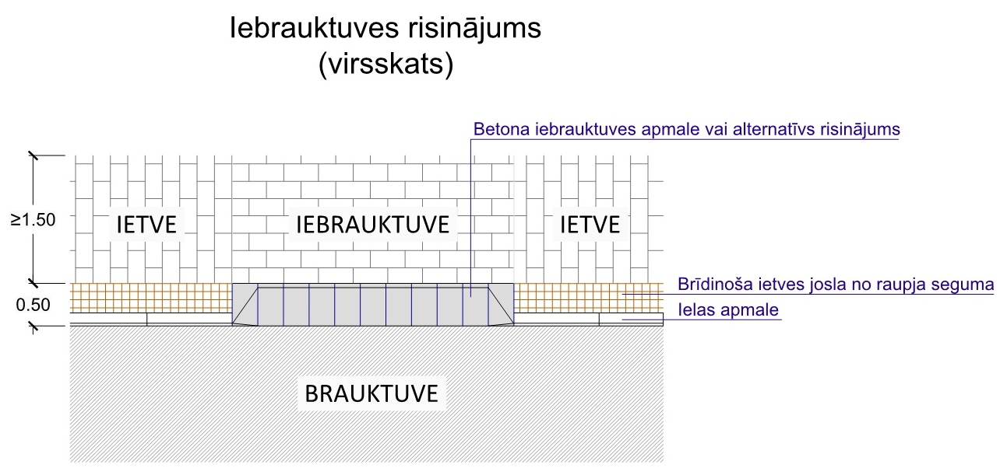 Iebrauktuves risinājums
(virsskats)
Betona iebrauktuves apmale vai alternatīvs risinājums
≥1.50
IETVE
IEBRAUKTUVE
IETVE
Brīdinoša ietves josla no raupja seguma
0.50
Ielas apmale
BRAUKTUVE